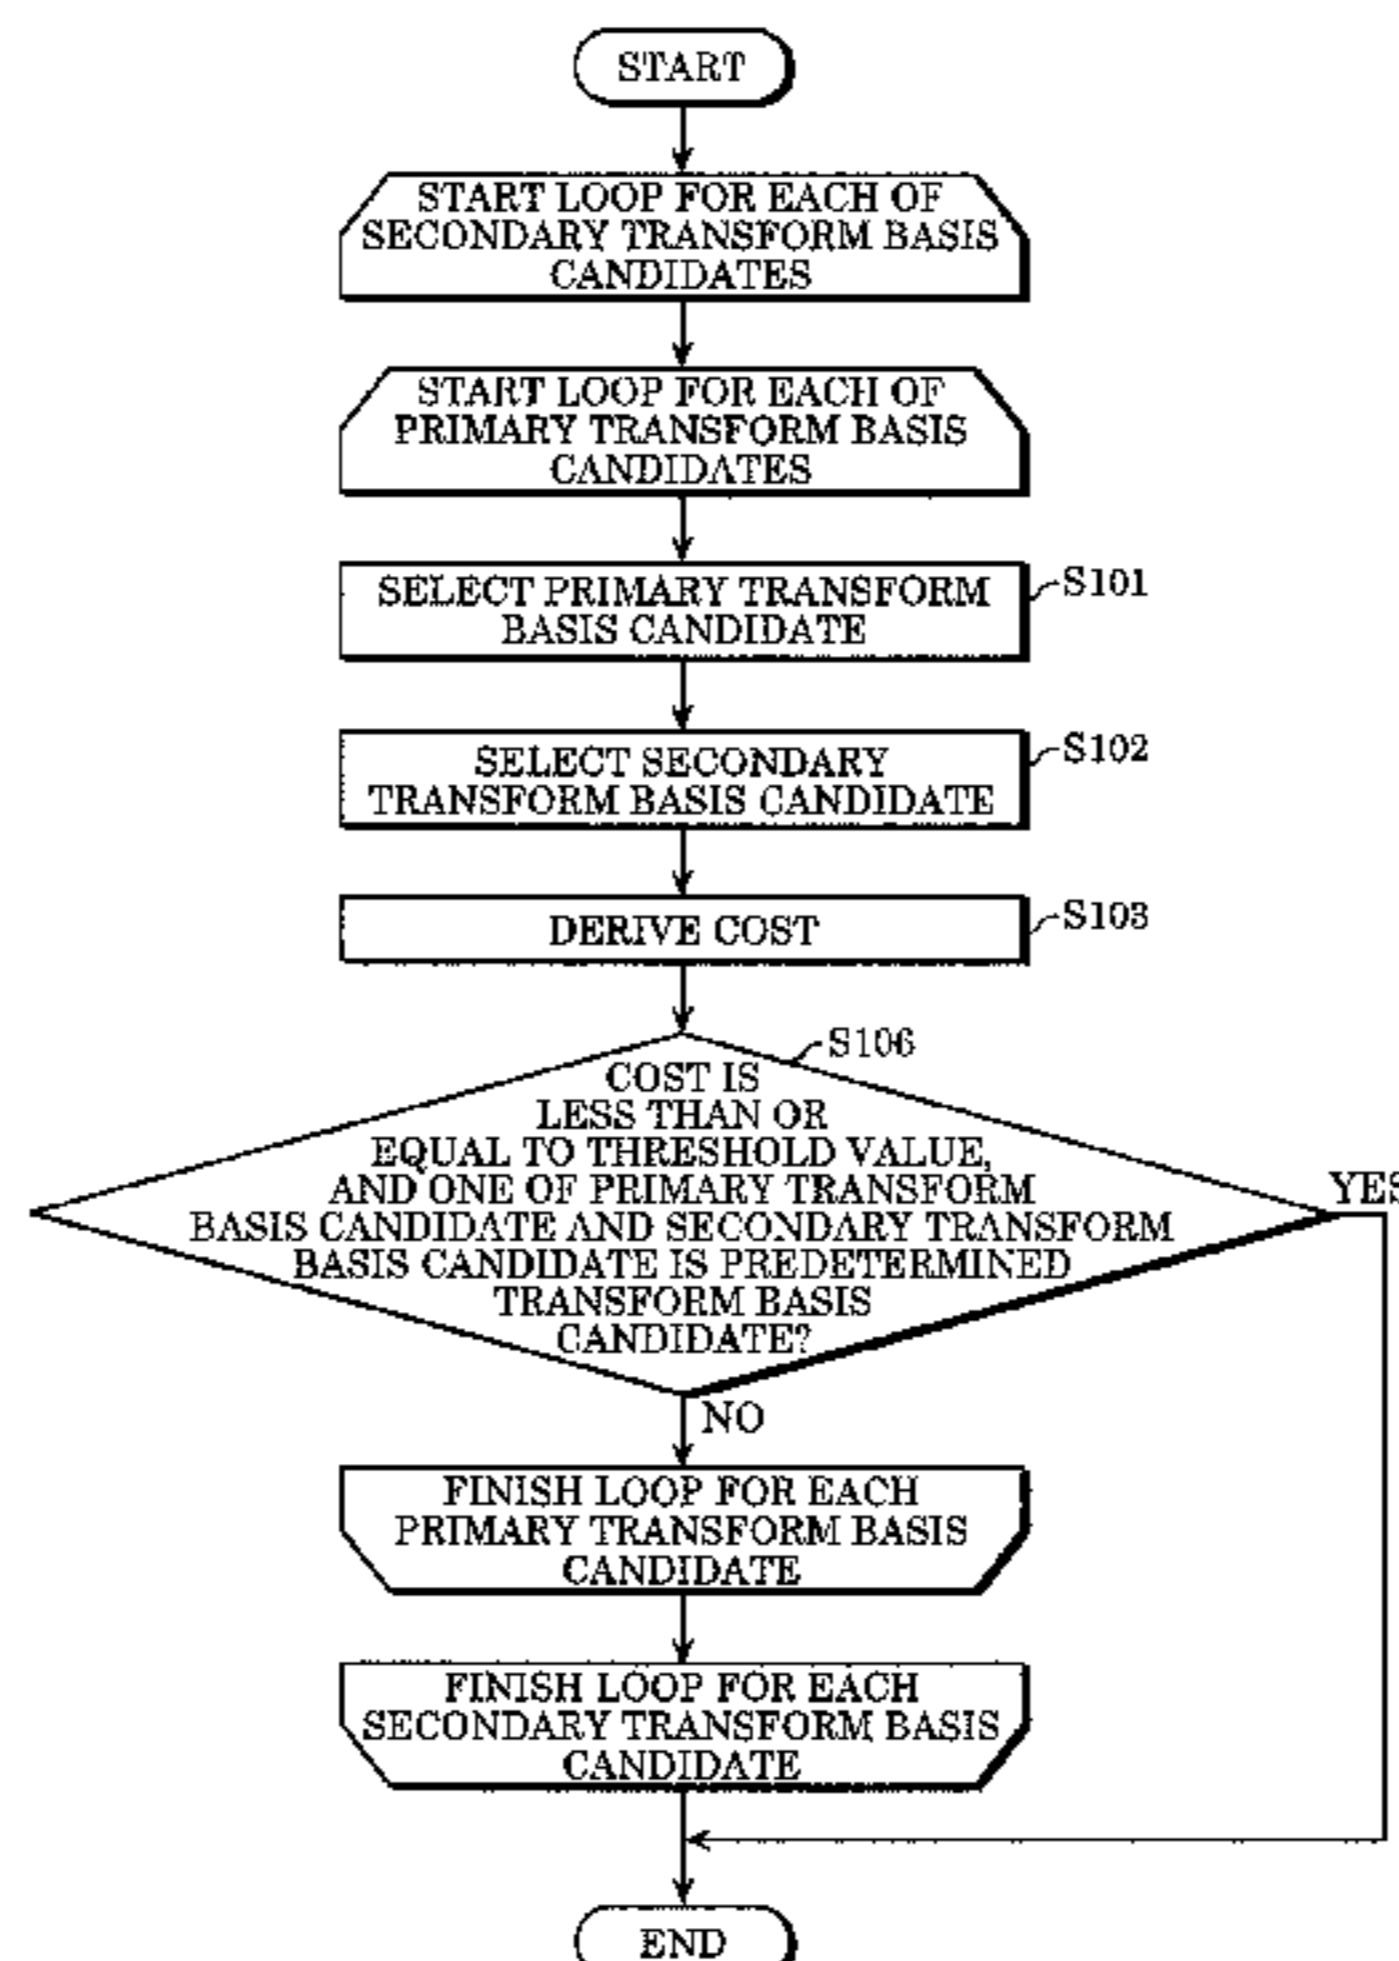 START
START LOOP FOR EACH OF
SECONDARY TRANSFORM BASIS
CANDIDATES
START LOOP FOR EACH OF
PRIMARY TRANSFORM BASIS
CANDIDATES
SELECT PRIMARY TRANSFORM
BASIS CANDIDATE
S101
SELECT SECONDARY
TRANSFORM BASIS CANDIDATE
S102
DERIVE COST
S103
S106
COST IS
LESS THAN OR
EQUAL TO THRESHOLD VALUE,
AND ONE OF PRIMARY TRANSFORM
BASIS CANDIDATE AND SECONDARY TRANSFORM
BASIS CANDIDATE IS PREDETERMINED
TRANSFORM BASIS
CANDIDATE?
YES
NO
FINISH LOOP FOR EACH
PRIMARY TRANSFORM BASIS
CANDIDATE
FINISH LOOP FOR EACH
SECONDARY TRANSFORM BASIS
CANDIDATE
END